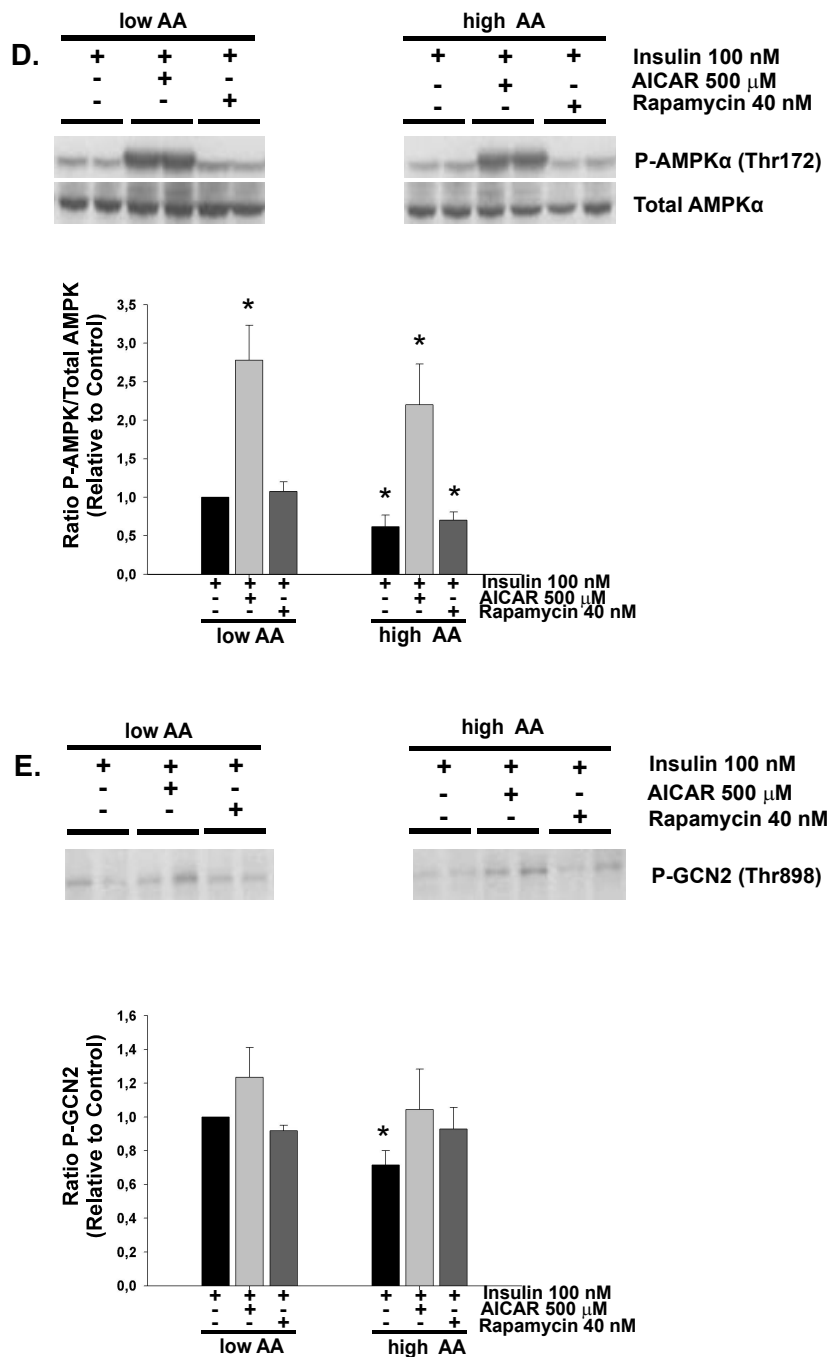 low AA
high AA
D.
+ + +
- + -
- - +
+ + +
- + -
- - +
Insulin 100 nM
AICAR 500 μM
Rapamycin 40 nM
P-AMPKα (Thr172)
Total AMPKα
Ratio P-AMPK/Total AMPK
(Relative to Control)
3,5
3,0
2,5
2,0
1,5
1,0
0,5
0,0
*
*
*
*
+ + + + + + Insulin 100 nM
- + - - + - AICAR 500 μM
- - + - - + Rapamycin 40 nM
low AA
high AA
low AA
high AA
E.
+ + +
- + -
- - +
+ + +
- + -
- - +
Insulin 100 nM
AICAR 500 μM
Rapamycin 40 nM
P-GCN2 (Thr898)
Ratio P-GCN2
(Relative to Control)
1,6
1,4
1,2
1,0
0,8
0,6
0,4
0,2
0,0
*
+ + + + + + Insulin 100 nM
- + - - + - AICAR 500 μM
- - + - - + Rapamycin 40 nM
low AA
high AA